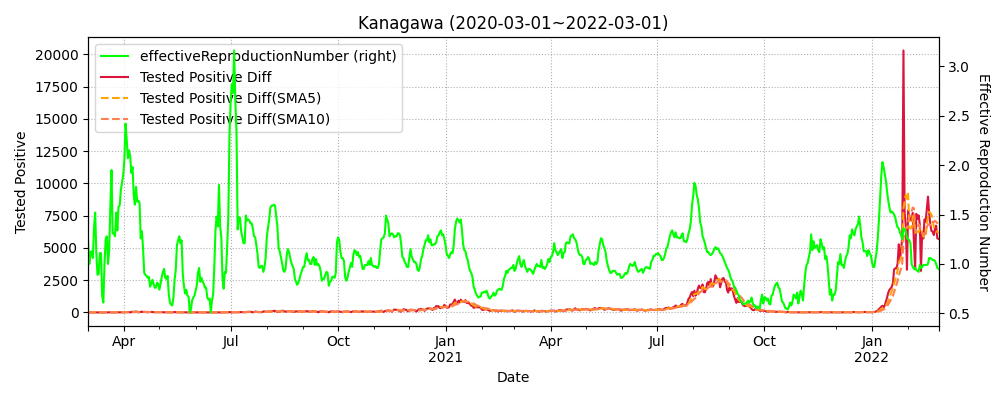 Kanagawa (2020-03-01~2022-03-01)
effectiveReproductionNumber (right)
Tested Positive Diff
Tested Positive Diff(SMA5)
Tested Positive Diff(SMA10)
Tested Positive
20000
17500
15000
12500
10000
7500
5000
2500
0
3.0
2.5
2.0
1.5
1.0
0.5
Effective Reproduction Number
Apr
Jul
Oct
Jan
2021
Apr
Jul
Oct
Jan
2022
Date